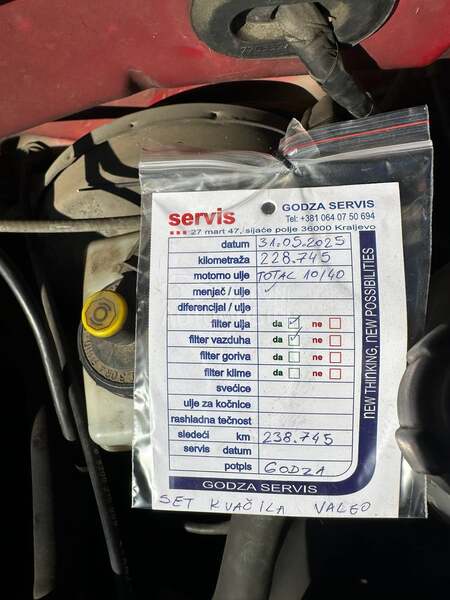 servis
GODZA SERVIS
Tel: +381 064 07 50 694
27 mart 47, sijaće polje 36000 Kraljevo
datum 31.05.2025
kilometraža 228.745
motorno ulje TOTAL 10/40
menjač / ulje ✓
diferencijal / ulje
filter ulja da ☑ ne ☐
filter vazduha da ☑ ne ☐
filter goriva da ☐ ne ☐
filter klime da ☐ ne ☐
svećice
ulje za kočnice
rashladna tečnost
sledeći km 238.745
servis datum
potpis GODZA
NEW THINKING, NEW POSSIBILITIES
GODZA SERVIS
SET KVAČILA VALEO